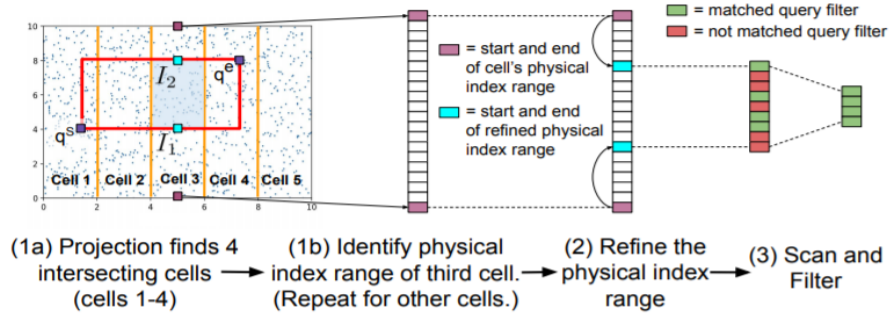 10
8
6
4
2
0
0
2
4
6
8
10
I₂
qᵉ
qˢ
I₁
Cell 1
Cell 2
Cell 3
Cell 4
Cell 5
= start and end
of cell's physical
index range
= start and end
of refined physical
index range
= matched query filter
= not matched query filter
(1a) Projection finds 4
intersecting cells
(cells 1-4)
(1b) Identify physical
index range of third cell.
(Repeat for other cells.)
(2) Refine the
physical index
range
(3) Scan and
Filter